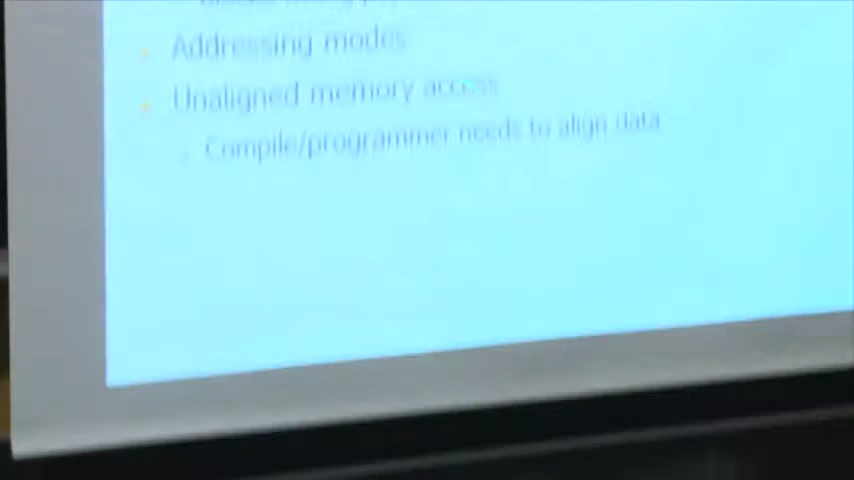 Addressing modes
Unaligned memory access
Compile/programmer needs to align data